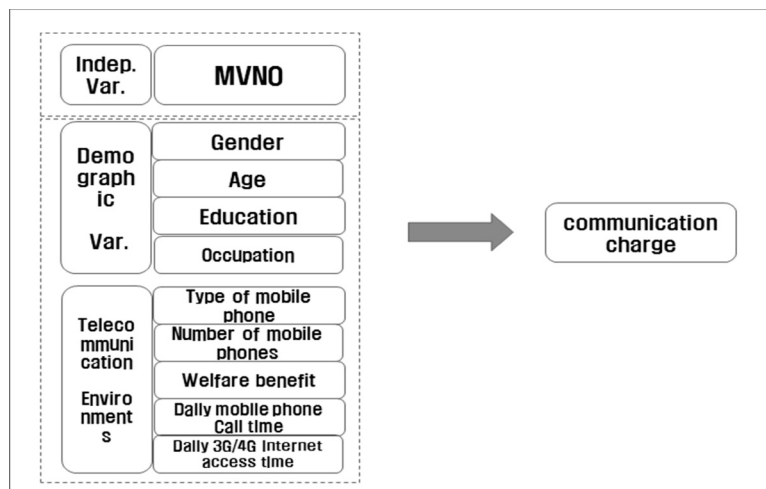 Indep.
Var.
MVNO
Demo
graph
ic
Var.
Gender
Age
Education
Occupation
Teleco
mmuni
cation
Enviro
nment
s
Type of mobile
phone
Number of mobile
phones
Welfare benefit
Daily mobile phone
Call time
Daily 3G/4G Internet
access time
communication
charge